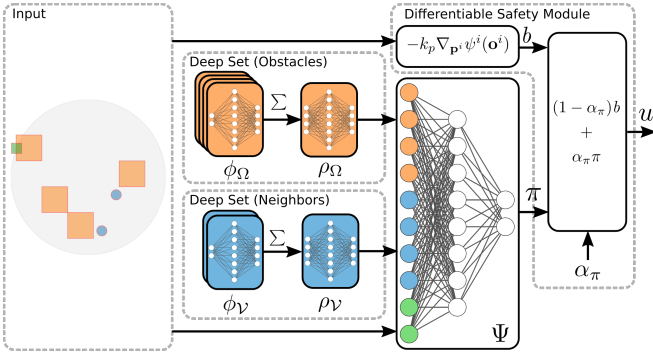 Input
Differentiable Safety Module
−k_p∇_{𝐩^i}ψ^i(𝐨^i)
b
Deep Set (Obstacles)
Σ
ϕ_Ω
ρ_Ω
Deep Set (Neighbors)
Σ
ϕ_𝒱
ρ_𝒱
Ψ
π
(1−α_π)b
+
α_ππ
α_π
u